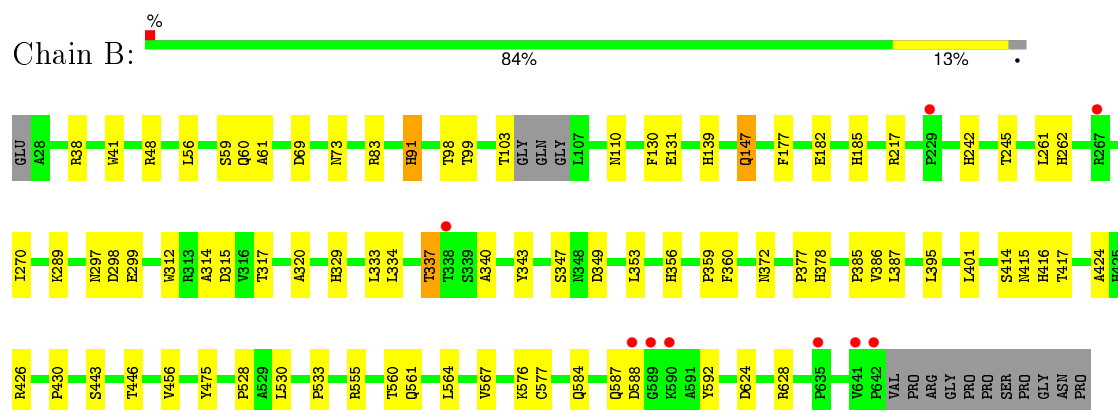 %
Chain B:
84% 13% •
GLU A28 R38 W41 R48 L56 S59 Q60 A61 D69 N73 R83 H91 T98 T99 T103 GLY GLN GLY L107 N110 F130 E131 H139 Q147 F177 E182 H185 R217 P229 H242 T245 L261 H262 R267
I270 K289 N297 D298 E299 W312 R313 A314 D315 V316 T317 A320 H329 L333 L334 T337 T338 S339 A340 Y343 S347 N348 D349 L353 H356 P359 F360 N372 P377 H378 P385 V386 L387 L395 L401 S414 N415 H416 T417 A424 H425
R426 P430 S443 T446 V456 Y475 P528 A529 L530 P533 R555 T560 Q561 L564 V567 K576 C577 Q584 Q587 D588 G589 K590 A591 Y592 D624 R628 P635 V641 P642 VAL PRO ARG GLY PRO PRO SER PRO GLY ASN PRO